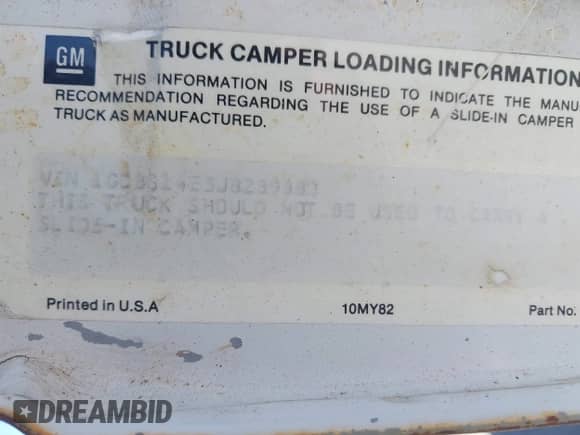 GM TRUCK CAMPER LOADING INFORMATION
THIS INFORMATION IS FURNISHED TO INDICATE THE MANU
RECOMMENDATION REGARDING THE USE OF A SLIDE-IN CAMPER
TRUCK AS MANUFACTURED.
VIN
THIS TRUCK SHOULD NOT BE USED TO CARRY A
SLIDE-IN CAMPER.
Printed in U.S.A 10MY82 Part No.
DREAMBID